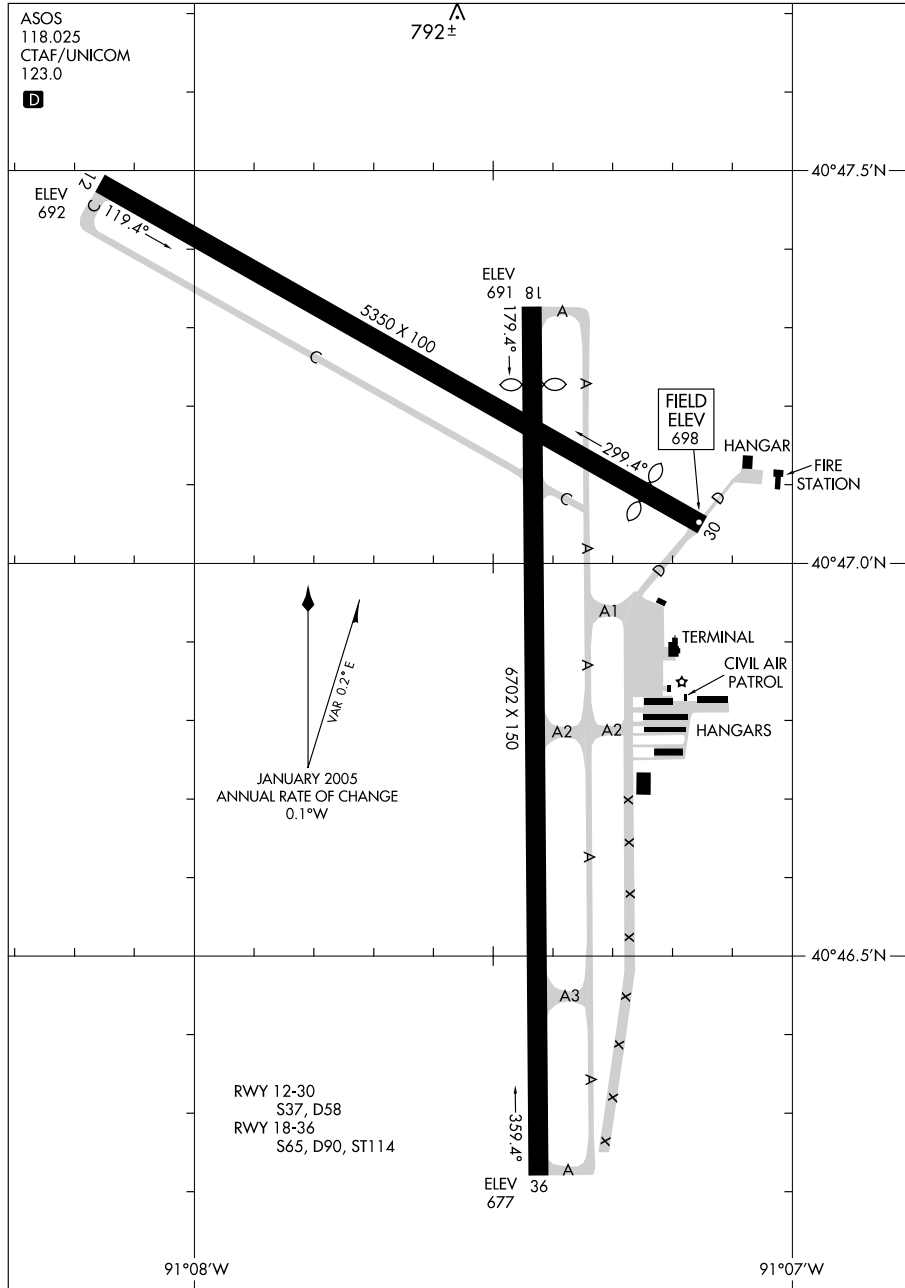 ASOS
118.025
CTAF/UNICOM
123.0
D
792±
40°47.5'N
12
ELEV
692
C
119.4°
ELEV
691
18
A
179.4°
5350 X 100
C
A
FIELD
ELEV
698
299.4°
HANGAR
FIRE
STATION
D
C
30
A
40°47.0'N
D
A1
VAR 0.2° E
A
TERMINAL
CIVIL AIR
PATROL
6702 X 150
A2
A2
HANGARS
JANUARY 2005
ANNUAL RATE OF CHANGE
0.1°W
X
X
A
X
X
40°46.5'N
A3
X
X
A
X
X
RWY 12-30
S37, D58
RWY 18-36
S65, D90, ST114
359.4°
A
ELEV
677
36
91°08'W
91°07'W